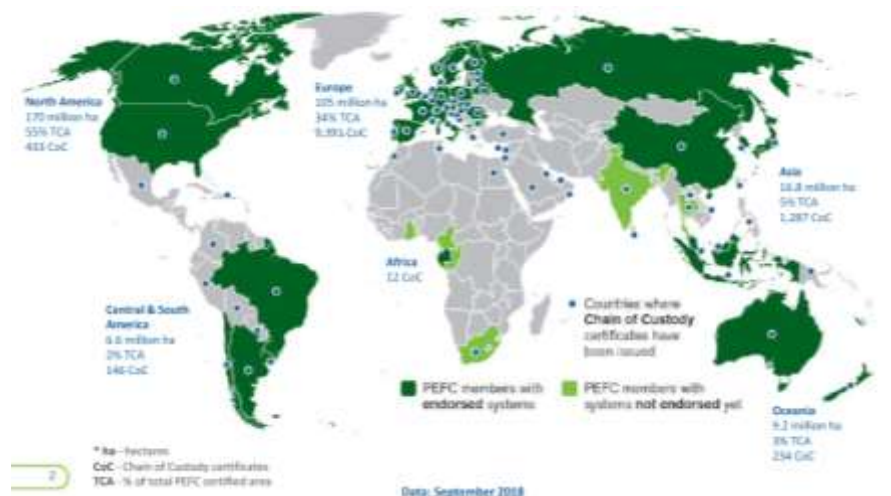 North America
170 million ha
55% TCA
433 CoC
Europe
105 million ha
34% TCA
9,393 CoC
Asia
16.8 million ha
5% TCA
1,287 CoC
Africa
12 CoC
Central & South
America
6.6 million ha
2% TCA
146 CoC
• Countries where
Chain of Custody
certificates have
been issued
PEFC members with
endorsed systems
PEFC members with
systems not endorsed yet
Oceania
9.2 million ha
3% TCA
234 CoC
* ha - hectares
CoC - Chain of Custody certificates
TCA - % of total PEFC certified area
2
Data: September 2018